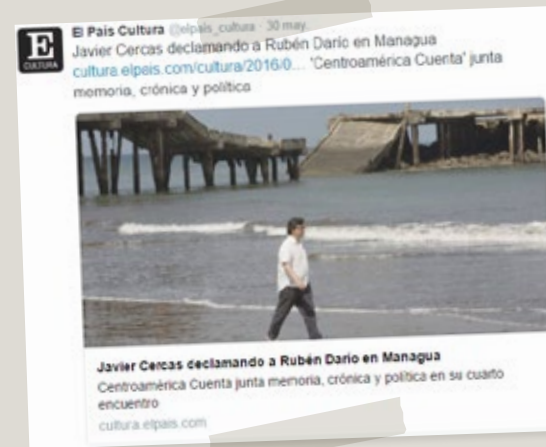 E
CULTURA
El País Cultura @elpais_cultura · 30 may.
Javier Cercas declamando a Rubén Darío en Managua
cultura.elpais.com/cultura/2016/0... 'Centroamérica Cuenta' junta
memoria, crónica y política
Javier Cercas declamando a Rubén Darío en Managua
Centroamérica Cuenta junta memoria, crónica y política en su cuarto
encuentro
cultura.elpais.com